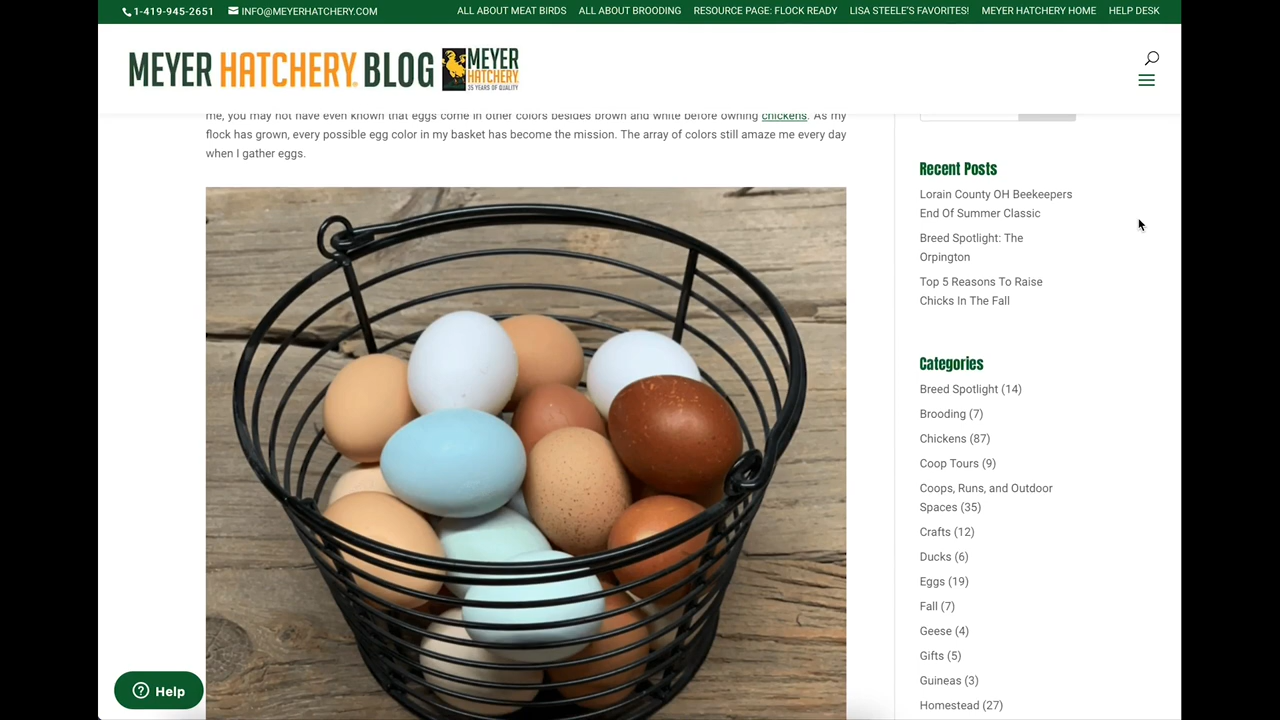 1-419-945-2651 INFO@MEYERHATCHERY.COM ALL ABOUT MEAT BIRDS ALL ABOUT BROODING RESOURCE PAGE: FLOCK READY LISA STEELE'S FAVORITES! MEYER HATCHERY HOME HELP DESK
MEYER HATCHERY BLOG
MEYER
HATCHERY
35 YEARS OF QUALITY
me, you may not have even known that eggs come in other colors besides brown and white before owning chickens. As my
flock has grown, every possible egg color in my basket has become the mission. The array of colors still amaze me every day
when I gather eggs.
Recent Posts
Lorain County OH Beekeepers
End Of Summer Classic
Breed Spotlight: The
Orpington
Top 5 Reasons To Raise
Chicks In The Fall
Categories
Breed Spotlight (14)
Brooding (7)
Chickens (87)
Coop Tours (9)
Coops, Runs, and Outdoor
Spaces (35)
Crafts (12)
Ducks (6)
Eggs (19)
Fall (7)
Geese (4)
Gifts (5)
Guineas (3)
Homestead (27)
Help